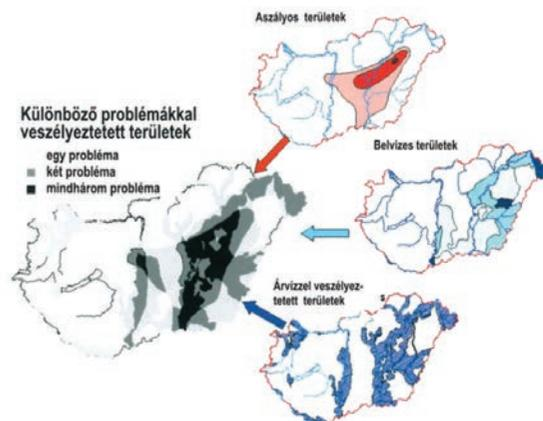 Aszályos területek
Különböző problémákkal
veszélyeztetett területek
egy probléma
két probléma
mindhárom probléma
Belvizes területek
Árvízzel veszélyez-
tetett területek
s